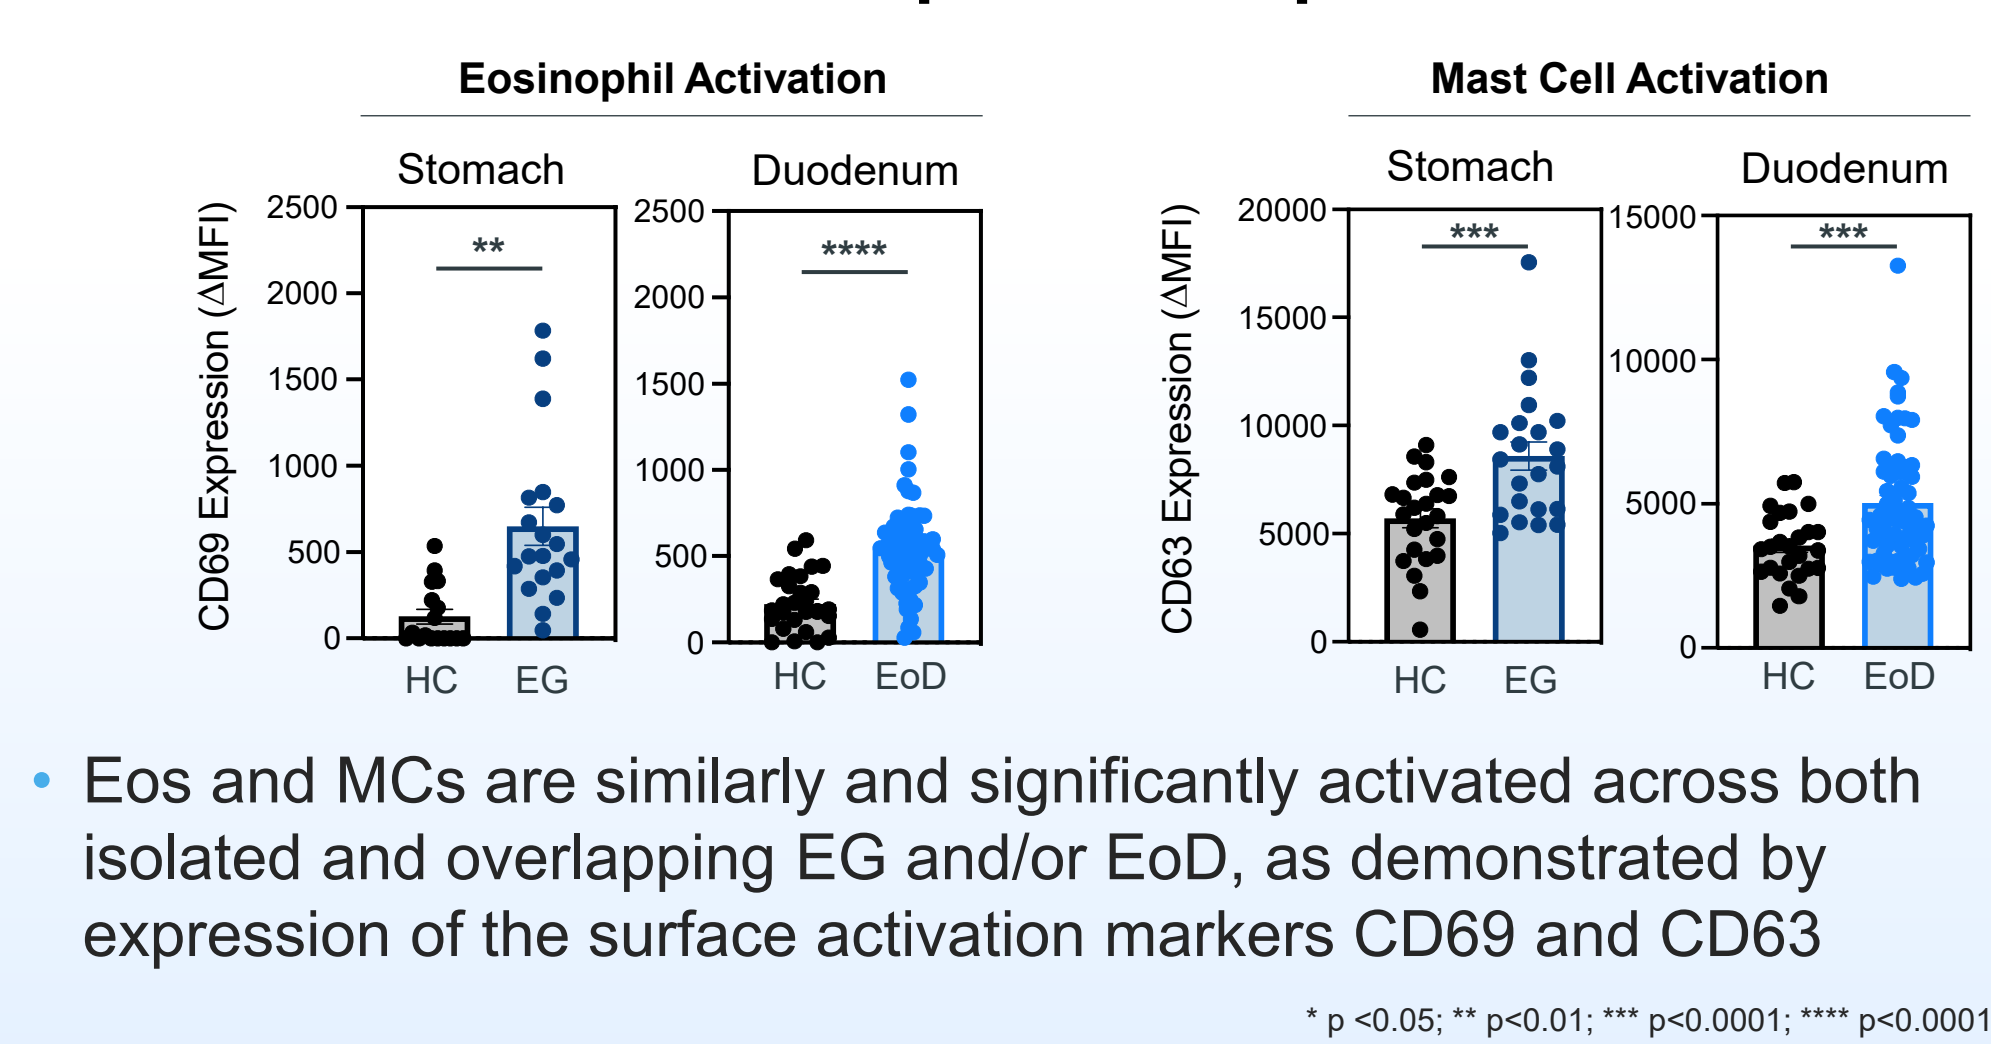 Eosinophil Activation
Mast Cell Activation
Stomach
Duodenum
Stomach
Duodenum
CD69 Expression (ΔMFI)
2500
2000
1500
1000
500
0
**
HC EG
2500
2000
1500
1000
500
0
****
HC EoD
CD63 Expression (ΔMFI)
20000
15000
10000
5000
0
***
HC EG
15000
10000
5000
0
***
HC EoD
• Eos and MCs are similarly and significantly activated across both
isolated and overlapping EG and/or EoD, as demonstrated by
expression of the surface activation markers CD69 and CD63
* p <0.05; ** p<0.01; *** p<0.0001; **** p<0.0001